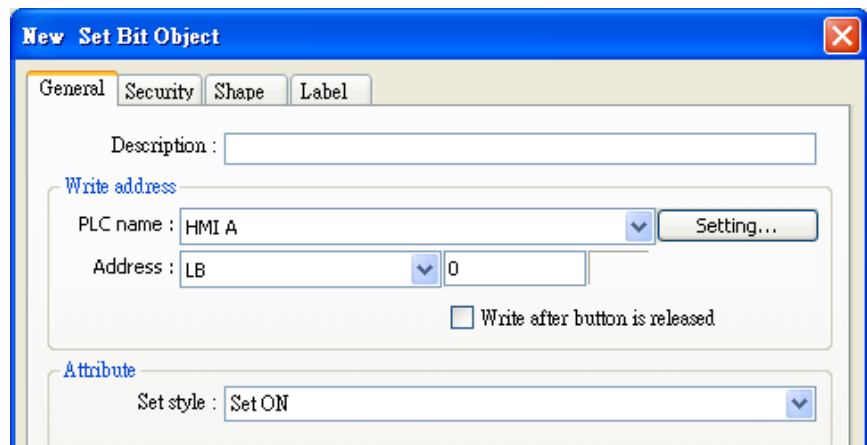 New Set Bit Object
General Security Shape Label
Description :
Write address
PLC name : HMI A Setting...
Address : LB 0
Write after button is released
Attribute
Set style : Set ON